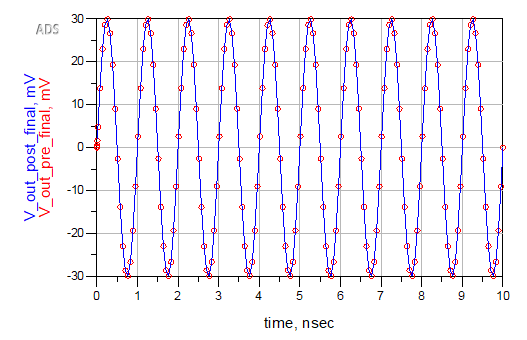 ADS
V_out_post_final, mV
V_out_pre_final, mV
30
20
10
0
-10
-20
-30
0 1 2 3 4 5 6 7 8 9 10
time, nsec